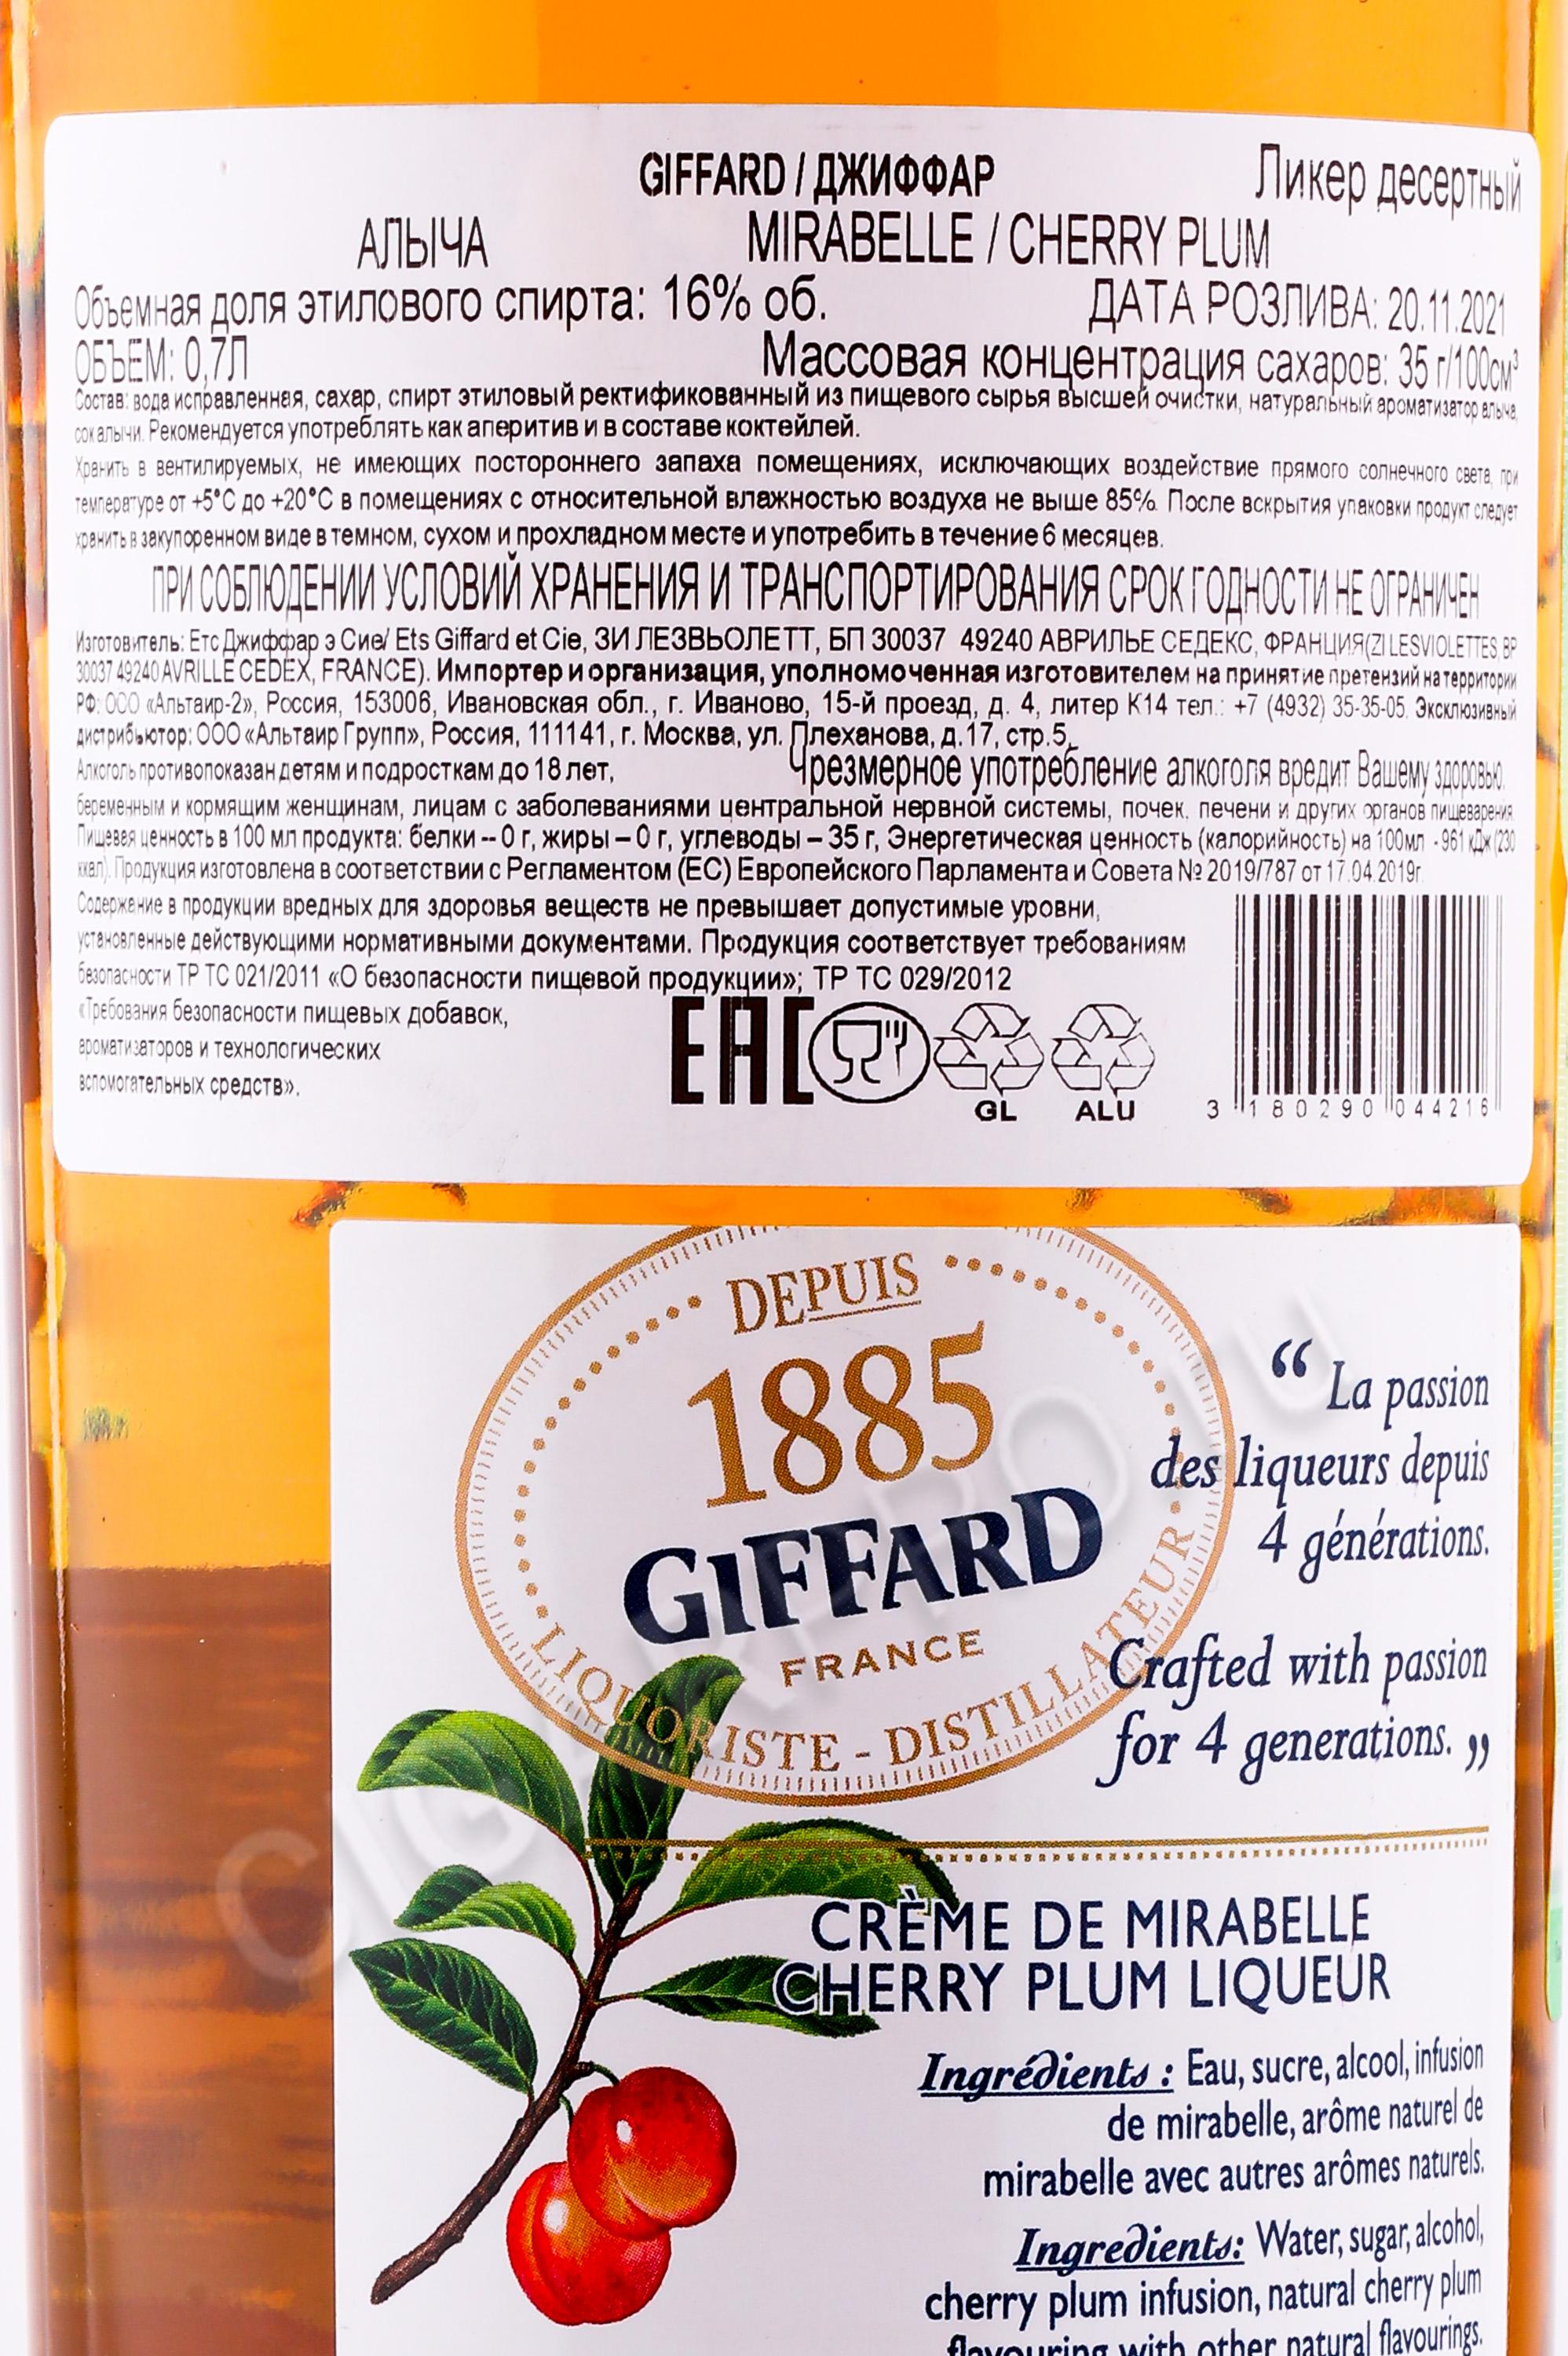 GIFFARD / ДЖИФФАР Ликер десертный
АЛЫЧА MIRABELLE / CHERRY PLUM
Объемная доля этилового спирта: 16% об. ДАТА РОЗЛИВА: 20.11.2021
ОБЪЕМ: 0,7Л Массовая концентрация сахаров: 35 г/100см³
Состав: вода исправленная, сахар, спирт этиловый ректификованный из пищевого сырья высшей очистки, натуральный ароматизатор алыча,
сок алычи. Рекомендуется употреблять как аперитив и в составе коктейлей.
Хранить в вентилируемых, не имеющих постороннего запаха помещениях, исключающих воздействие прямого солнечного света, при
температуре от +5°C до +20°C в помещениях с относительной влажностью воздуха не выше 85%. После вскрытия упаковки продукт следует
хранить в закупоренном виде в темном, сухом и прохладном месте и употребить в течение 6 месяцев.
ПРИ СОБЛЮДЕНИИ УСЛОВИЙ ХРАНЕНИЯ И ТРАНСПОРТИРОВАНИЯ СРОК ГОДНОСТИ НЕ ОГРАНИЧЕН
Изготовитель: Етс Джиффар э Сие/ Ets Giffard et Cie, ЗИ ЛЕЗВЬОЛЕТТ, БП 30037 49240 АВРИЛЬЕ СЕДЕКС, ФРАНЦИЯ(ZI LESVIOLETTES, BP
30037 49240 AVRILLE CEDEX, FRANCE). Импортер и организация, уполномоченная изготовителем на принятие претензий на территории
РФ: ООО «Альтаир-2», Россия, 153006, Ивановская обл., г. Иваново, 15-й проезд, д. 4, литер К14 тел.: +7 (4932) 35-35-05. Эксклюзивный
дистрибьютор: ООО «Альтаир Групп», Россия, 111141, г. Москва, ул. Плеханова, д.17, стр.5.
Алкоголь противопоказан детям и подросткам до 18 лет, Чрезмерное употребление алкоголя вредит Вашему здоровью.
беременным и кормящим женщинам, лицам с заболеваниями центральной нервной системы, почек, печени и других органов пищеварения.
Пищевая ценность в 100 мл продукта: белки -- 0 г, жиры – 0 г, углеводы – 35 г, Энергетическая ценность (калорийность) на 100мл - 961 кДж (230
ккал). Продукция изготовлена в соответствии с Регламентом (ЕС) Европейского Парламента и Совета № 2019/787 от 17.04.2019г.
Содержание в продукции вредных для здоровья веществ не превышает допустимые уровни,
установленные действующими нормативными документами. Продукция соответствует требованиям
безопасности ТР ТС 021/2011 «О безопасности пищевой продукции»; ТР ТС 029/2012
«Требования безопасности пищевых добавок,
ароматизаторов и технологических
вспомогательных средств».
EAC
GL ALU
3 180290 044216
DEPUIS
1885
GIFFARD
FRANCE
LIQUORISTE - DISTILLATEUR
“ La passion
des liqueurs depuis
4 générations.
Crafted with passion
for 4 generations. ”
CRÈME DE MIRABELLE
CHERRY PLUM LIQUEUR
Ingrédients : Eau, sucre, alcool, infusion
de mirabelle, arôme naturel de
mirabelle avec autres arômes naturels.
Ingredients: Water, sugar, alcohol,
cherry plum infusion, natural cherry plum
flavouring with other natural flavourings.